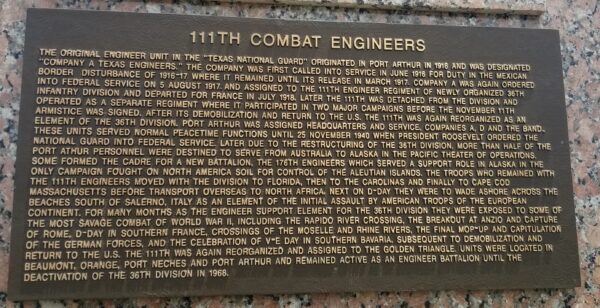 111TH COMBAT ENGINEERS
THE ORIGINAL ENGINEER UNIT IN THE "TEXAS NATIONAL GUARD" ORIGINATED IN PORT ARTHUR IN 1916 AND WAS DESIGNATED
"COMPANY A TEXAS ENGINEERS." THE COMPANY WAS FIRST CALLED INTO SERVICE IN JUNE 1916 FOR DUTY IN THE MEXICAN
BORDER DISTURBANCE OF 1916-17 WHERE IT REMAINED UNTIL ITS RELEASE IN MARCH 1917. COMPANY A WAS AGAIN ORDERED
INTO FEDERAL SERVICE ON 5 AUGUST 1917. AND ASSIGNED TO THE 111TH ENGINEER REGIMENT OF NEWLY ORGANIZED 36TH
INFANTRY DIVISION AND DEPARTED FOR FRANCE IN JULY 1918. LATER THE 111TH WAS DETACHED FROM THE DIVISION AND
OPERATED AS A SEPARATE REGIMENT WHERE IT PARTICIPATED IN TWO MAJOR CAMPAIGNS BEFORE THE NOVEMBER 11TH
ARMISTICE WAS SIGNED. AFTER ITS DEMOBILIZATION AND RETURN TO THE U.S. THE 111TH WAS AGAIN REORGANIZED AS AN
ELEMENT OF THE 36TH DIVISION, PORT ARTHUR WAS ASSIGNED HEADQUARTERS AND SERVICE, COMPANIES A, D AND THE BAND.
THESE UNITS SERVED NORMAL PEACETIME FUNCTIONS UNTIL 25 NOVEMBER 1940 WHEN PRESIDENT ROOSEVELT ORDERED THE
NATIONAL GUARD INTO FEDERAL SERVICE. LATER DUE TO THE RESTRUCTURING OF THE 36TH DIVISION, MORE THAN HALF OF THE
PORT ATHUR PERSONNEL WERE DESTINED TO SERVE FROM AUSTRALIA TO ALASKA IN THE PACIFIC THEATER OF OPERATIONS.
SOME FORMED THE CADRE FOR A NEW BATTALION, THE 176TH ENGINEERS WHICH SERVED A SUPPORT ROLE IN ALASKA IN THE
ONLY CAMPAIGN FOUGHT ON NORTH AMERICA SOIL FOR CONTROL OF THE ALEUTIAN ISLANDS. THE TROOPS WHO REMAINED WITH
THE 111TH ENGINEERS MOVED WITH THE DIVISION TO FLORIDA, THEN TO THE CAROLINAS AND FINALLY TO CAPE COD
MASSACHUSETTS BEFORE TRANSPORT OVERSEAS TO NORTH AFRICA. NEXT ON D-DAY THEY WERE TO WADE ASHORE ACROSS THE
BEACHES SOUTH OF SALERNO, ITALY AS AN ELEMENT OF THE INITIAL ASSAULT BY AMERICAN TROOPS OF THE EUROPEAN
CONTINENT. FOR MANY MONTHS AS THE ENGINEER SUPPORT ELEMENT FOR THE 36TH DIVISION THEY WERE EXPOSED TO SOME OF
THE MOST SAVAGE COMBAT OF WORLD WAR II, INCLUDING THE RAPIDO RIVER CROSSING, THE BREAKOUT AT ANZIO AND CAPTURE
OF ROME, D-DAY IN SOUTHERN FRANCE, CROSSINGS OF THE MOSELLE AND RHINE RIVERS, THE FINAL MOP-UP AND CAPITULATION
OF THE GERMAN FORCES, AND THE CELEBRATION OF V-E DAY IN SOUTHERN BAVARIA. SUBSEQUENT TO DEMOBILIZATION AND
RETURN TO THE U.S. THE 111TH WAS AGAIN REORGANIZED AND ASSIGNED TO THE GOLDEN TRIANGLE. UNITS WERE LOCATED IN
BEAUMONT, ORANGE, PORT NECHES AND PORT ARTHUR AND REMAINED ACTIVE AS AN ENGINEER BATTALION UNTIL THE
DEACTIVATION OF THE 36TH DIVISION IN 1968.